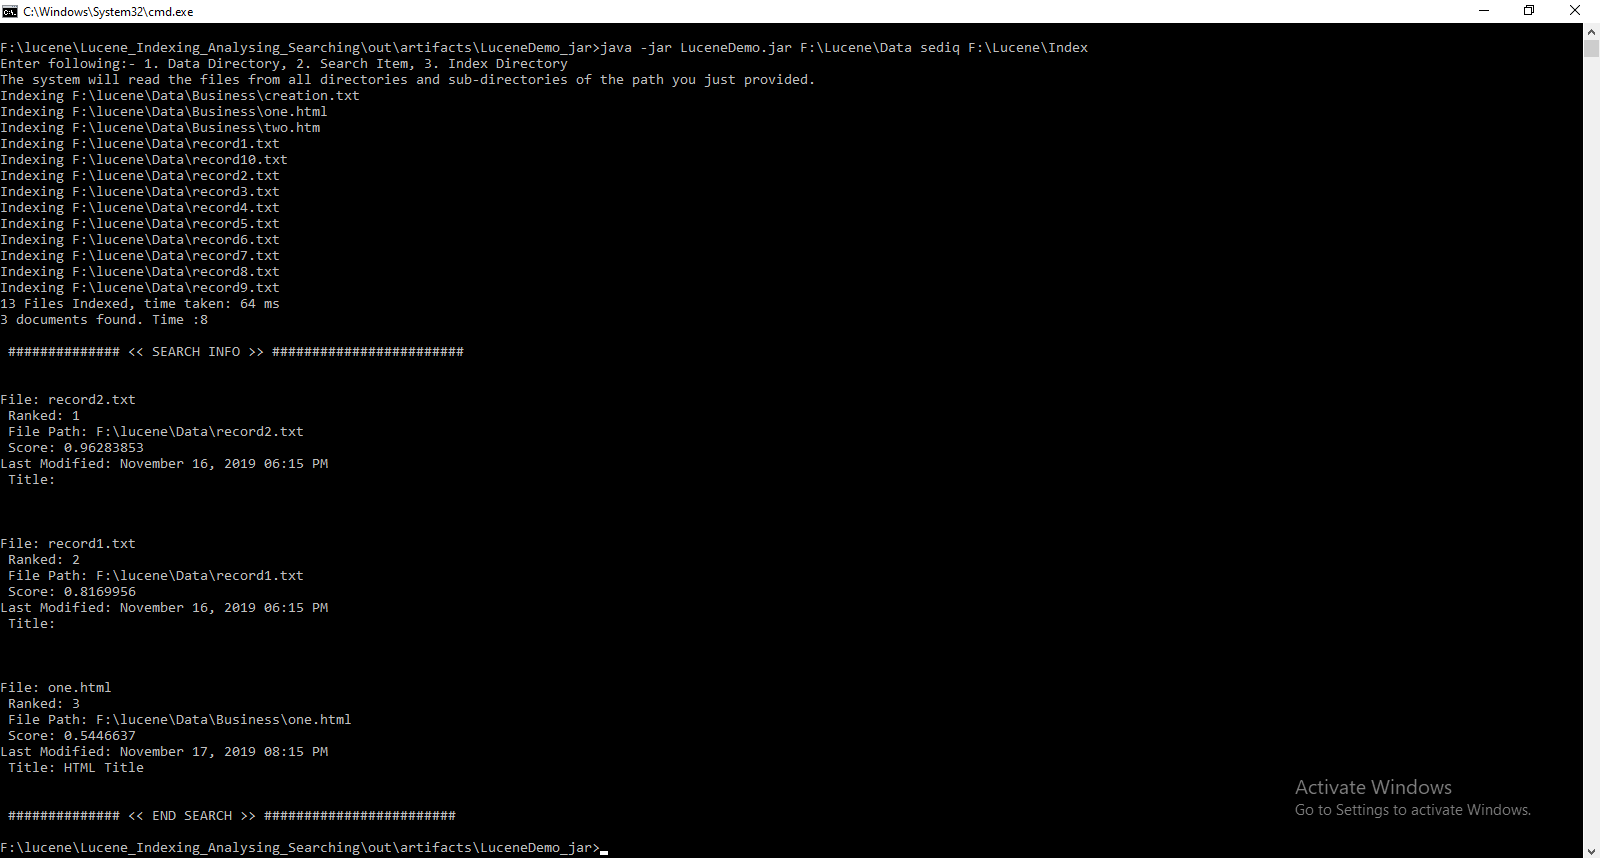 C:\Windows\System32\cmd.exe
F:\lucene\Lucene_Indexing_Analysing_Searching\out\artifacts\LuceneDemo_jar>java -jar LuceneDemo.jar F:\Lucene\Data sediq F:\Lucene\Index
Enter following:- 1. Data Directory, 2. Search Item, 3. Index Directory
The system will read the files from all directories and sub-directories of the path you just provided.
Indexing F:\lucene\Data\Business\creation.txt
Indexing F:\lucene\Data\Business\one.html
Indexing F:\lucene\Data\Business\two.htm
Indexing F:\lucene\Data\record1.txt
Indexing F:\lucene\Data\record10.txt
Indexing F:\lucene\Data\record2.txt
Indexing F:\lucene\Data\record3.txt
Indexing F:\lucene\Data\record4.txt
Indexing F:\lucene\Data\record5.txt
Indexing F:\lucene\Data\record6.txt
Indexing F:\lucene\Data\record7.txt
Indexing F:\lucene\Data\record8.txt
Indexing F:\lucene\Data\record9.txt
13 Files Indexed, time taken: 64 ms
3 documents found. Time :8
############## << SEARCH INFO >> ########################
File: record2.txt
Ranked: 1
File Path: F:\lucene\Data\record2.txt
Score: 0.96283853
Last Modified: November 16, 2019 06:15 PM
Title:
File: record1.txt
Ranked: 2
File Path: F:\lucene\Data\record1.txt
Score: 0.8169956
Last Modified: November 16, 2019 06:15 PM
Title:
File: one.html
Ranked: 3
File Path: F:\lucene\Data\Business\one.html
Score: 0.5446637
Last Modified: November 17, 2019 08:15 PM
Title: HTML Title
############## << END SEARCH >> ########################
F:\lucene\Lucene_Indexing_Analysing_Searching\out\artifacts\LuceneDemo_jar>
Activate Windows
Go to Settings to activate Windows.